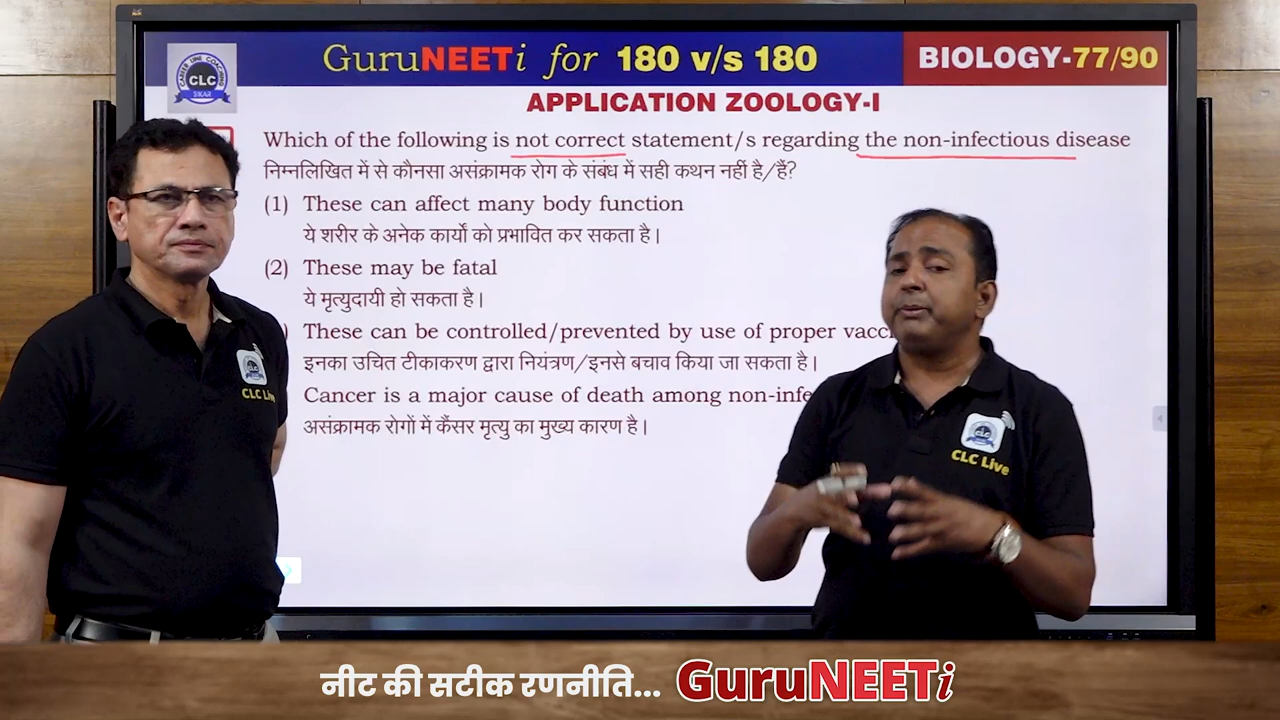 GuruNEETi for 180 v/s 180
BIOLOGY-77/90
CLC
SIKAR
APPLICATION ZOOLOGY-I
Which of the following is not correct statement/s regarding the non-infectious disease
निम्नलिखित में से कौनसा असंक्रामक रोग के संबंध में सही कथन नहीं है/हैं?
(1) These can affect many body function
ये शरीर के अनेक कार्यों को प्रभावित कर सकता है।
(2) These may be fatal
ये मृत्युदायी हो सकता है।
These can be controlled/prevented by use of proper vacc
इनका उचित टीकाकरण द्वारा नियंत्रण/इनसे बचाव किया जा सकता है।
Cancer is a major cause of death among non-infe
असंक्रामक रोगों में कैंसर मृत्यु का मुख्य कारण है।
CLC Live
CLC
CLC Live
नीट की सटीक रणनीति... GuruNEETi